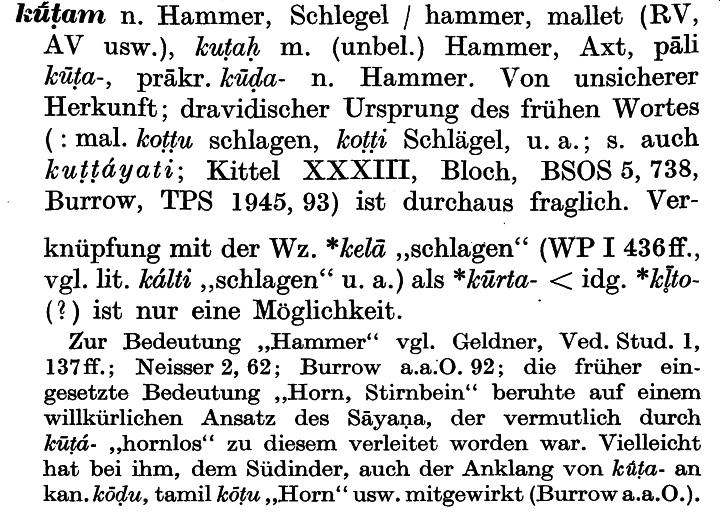 kū́ṭam n. Hammer, Schlegel / hammer, mallet (RV,
AV usw.), kuṭaḥ m. (unbel.) Hammer, Axt, pāli
kūṭa-, prākr. kūḍa- n. Hammer. Von unsicherer
Herkunft; dravidischer Ursprung des frühen Wortes
(: mal. koṭṭu schlagen, koṭṭi Schlägel, u. a.; s. auch
kuṭṭáyati; Kittel XXXIII, Bloch, BSOS 5, 738,
Burrow, TPS 1945, 93) ist durchaus fraglich. Ver-
knüpfung mit der Wz. *kelā „schlagen“ (WP I 436ff.,
vgl. lit. kálti „schlagen“ u. a.) als *kūrta- < idg. *kl̥̄to-
(?) ist nur eine Möglichkeit.
Zur Bedeutung „Hammer“ vgl. Geldner, Ved. Stud. 1,
137ff.; Neisser 2, 62; Burrow a.a.O. 92; die früher ein-
gesetzte Bedeutung „Horn, Stirnbein“ beruhte auf einem
willkürlichen Ansatz des Sāyaṇa, der vermutlich durch
kūṭá- „hornlos“ zu diesem verleitet worden war. Vielleicht
hat bei ihm, dem Südinder, auch der Anklang von kūṭa- an
kan. kōḍu, tamil kōṭu „Horn“ usw. mitgewirkt (Burrow a.a.O.).